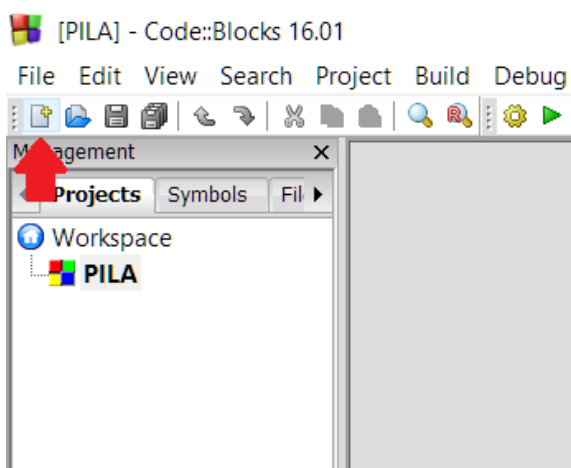 [PILA] - Code::Blocks 16.01
File Edit View Search Project Build Debug
Management
Projects Symbols Fil
Workspace
PILA